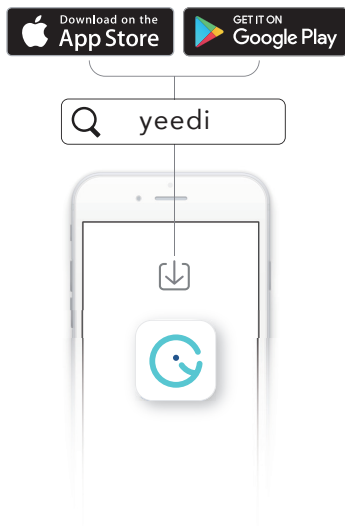 Download on the
App Store
GET IT ON
Google Play
yeedi